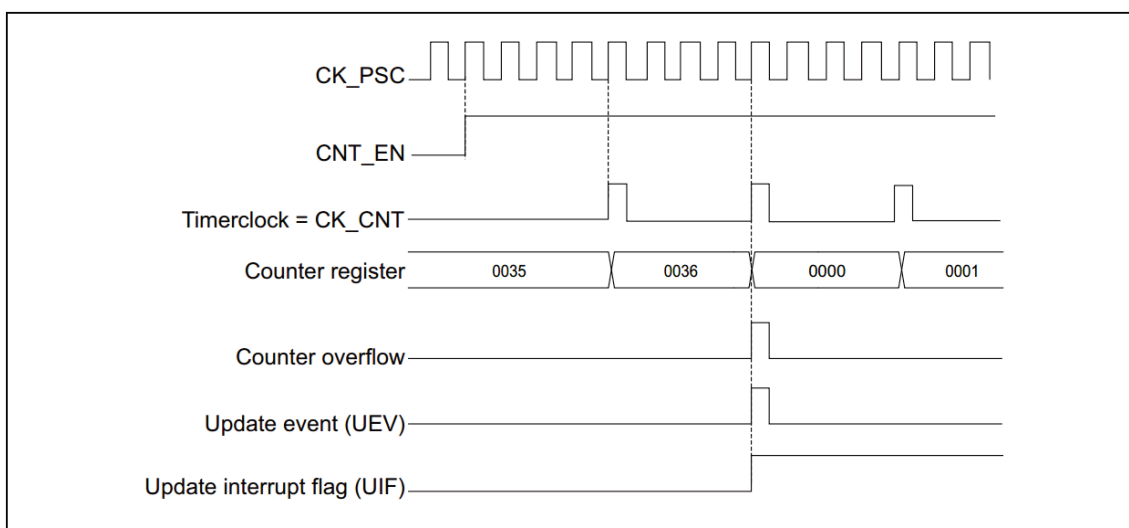 CK_PSC
CNT_EN
Timerclock = CK_CNT
Counter register 0035 0036 0000 0001
Counter overflow
Update event (UEV)
Update interrupt flag (UIF)